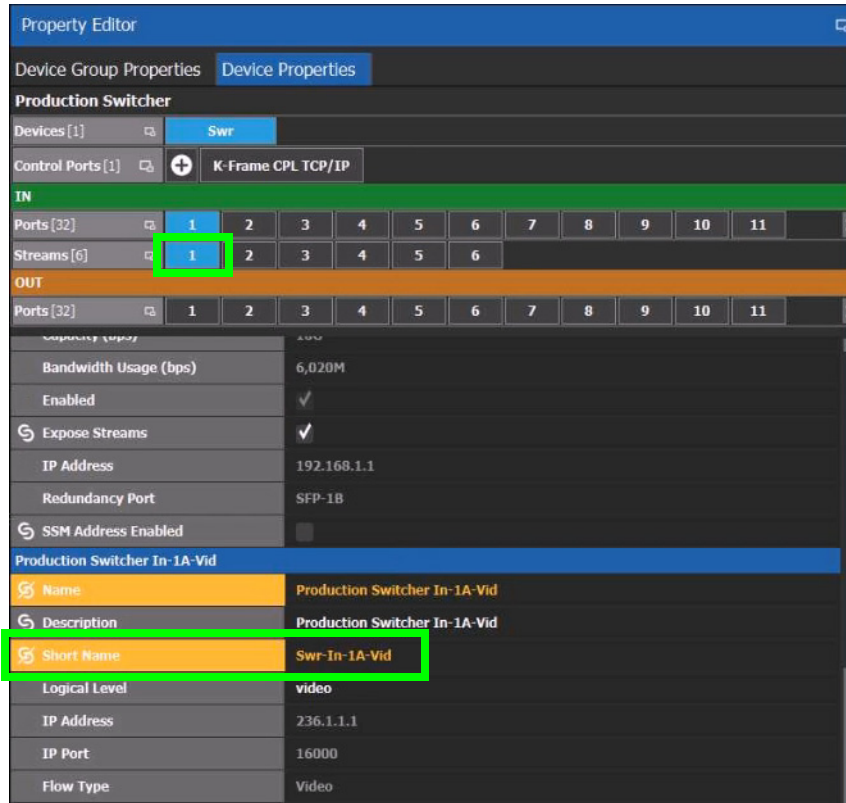 Property Editor
Device Group Properties Device Properties
Production Switcher
Devices [1] Swr
Control Ports [1] K-Frame CPL TCP/IP
IN
Ports [32] 1 2 3 4 5 6 7 8 9 10 11
Streams [6] 1 2 3 4 5 6
OUT
Ports [32] 1 2 3 4 5 6 7 8 9 10 11
Capacity (bps) 10G
Bandwidth Usage (bps) 6,020M
Enabled
Expose Streams
IP Address 192.168.1.1
Redundancy Port SFP-1B
SSM Address Enabled
Production Switcher In-1A-Vid
Name Production Switcher In-1A-Vid
Description Production Switcher In-1A-Vid
Short Name Swr-In-1A-Vid
Logical Level video
IP Address 236.1.1.1
IP Port 16000
Flow Type Video